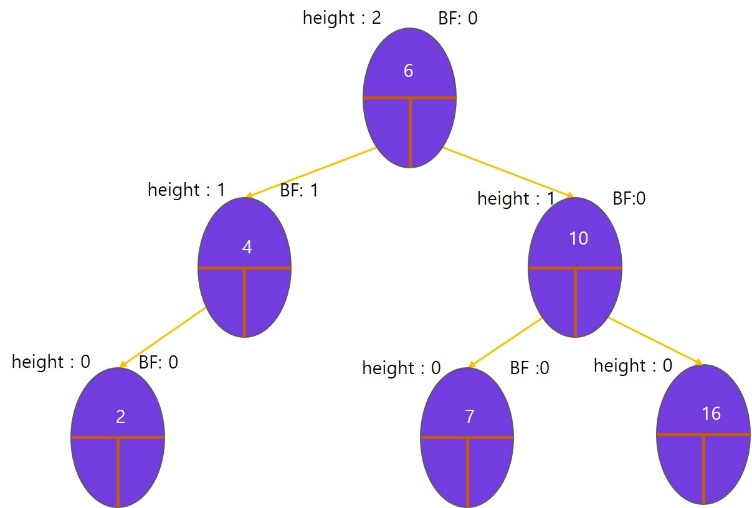 height : 2 BF: 0
6
height : 1 BF: 1
height : 1 BF:0
4
10
height : 0 BF: 0
height : 0 BF :0
height : 0
2
7
16